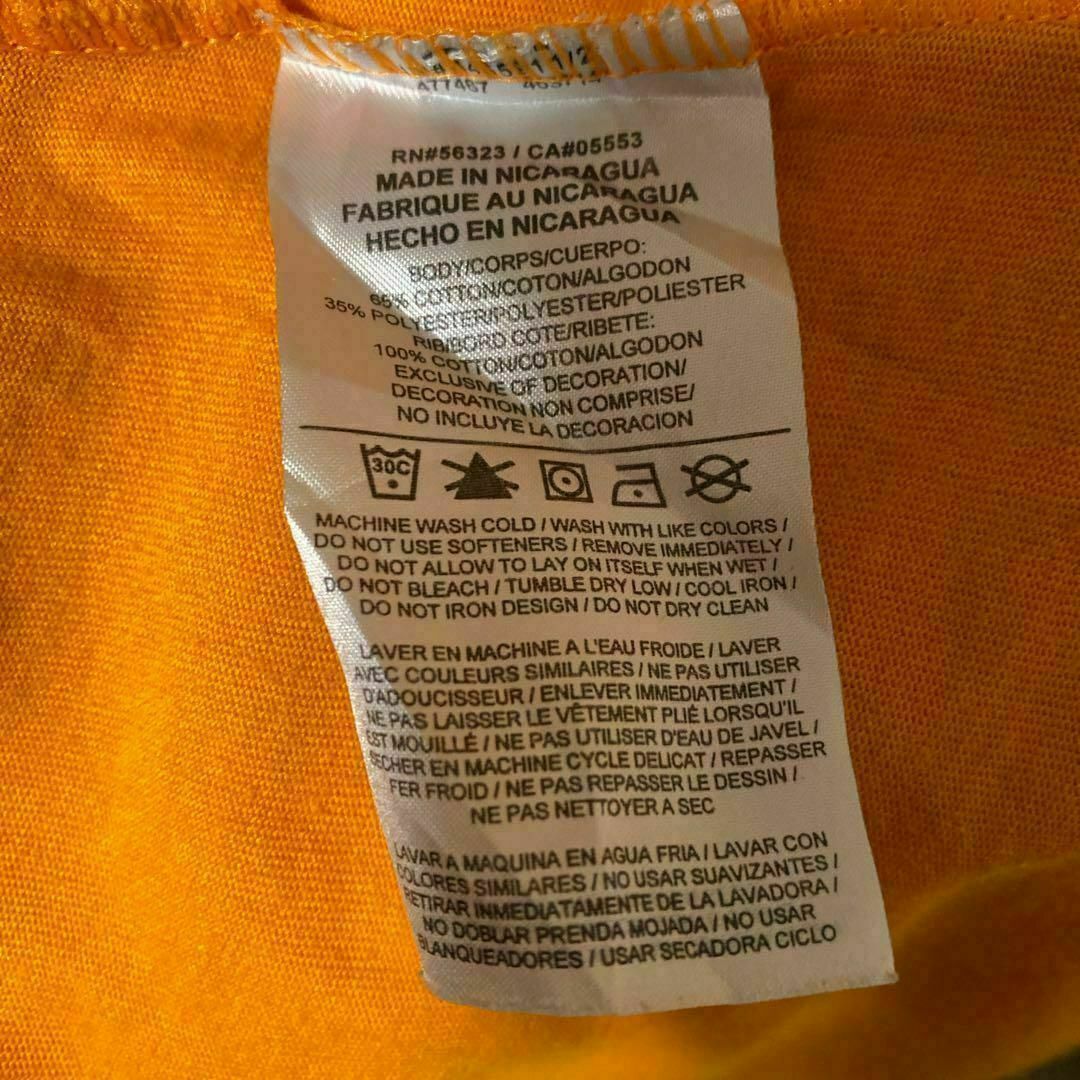 477467
RN#56323 / CA#05553
MADE IN NICARAGUA
FABRIQUE AU NICARAGUA
HECHO EN NICARAGUA
BODY/CORPS/CUERPO:
65% COTTON/COTON/ALGODON
35% POLYESTER/POLYESTER/POLIESTER
RIB/BORD COTE/RIBETE:
100% COTTON/COTON/ALGODON
EXCLUSIVE OF DECORATION/
DECORATION NON COMPRISE/
NO INCLUYE LA DECORACION
30C
MACHINE WASH COLD / WASH WITH LIKE COLORS /
DO NOT USE SOFTENERS / REMOVE IMMEDIATELY /
DO NOT ALLOW TO LAY ON ITSELF WHEN WET /
DO NOT BLEACH / TUMBLE DRY LOW / COOL IRON /
DO NOT IRON DESIGN / DO NOT DRY CLEAN
LAVER EN MACHINE A L'EAU FROIDE / LAVER
AVEC COULEURS SIMILAIRES / NE PAS UTILISER
D'ADOUCISSEUR / ENLEVER IMMEDIATEMENT /
NE PAS LAISSER LE VÊTEMENT PLIÉ LORSQU'IL
EST MOUILLÉ / NE PAS UTILISER D'EAU DE JAVEL /
SECHER EN MACHINE CYCLE DELICAT / REPASSER
FER FROID / NE PAS REPASSER LE DESSIN /
NE PAS NETTOYER A SEC
LAVAR A MAQUINA EN AGUA FRIA / LAVAR CON
COLORES SIMILARES / NO USAR SUAVIZANTES /
RETIRAR INMEDIATAMENTE DE LA LAVADORA /
NO DOBLAR PRENDA MOJADA / NO USAR
BLANQUEADORES / USAR SECADORA CICLO